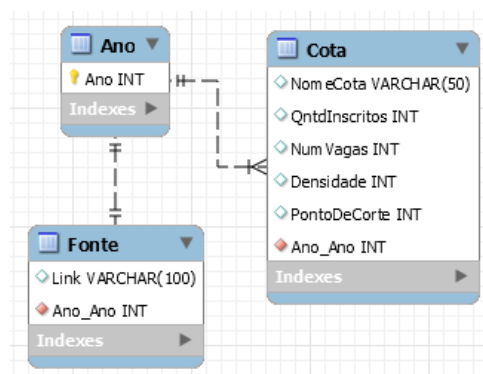 Ano
Ano INT
Indexes
Cota
NomeCota VARCHAR(50)
QntdInscritos INT
NumVagas INT
Densidade INT
PontoDeCorte INT
Ano_Ano INT
Indexes
Fonte
Link VARCHAR(100)
Ano_Ano INT
Indexes